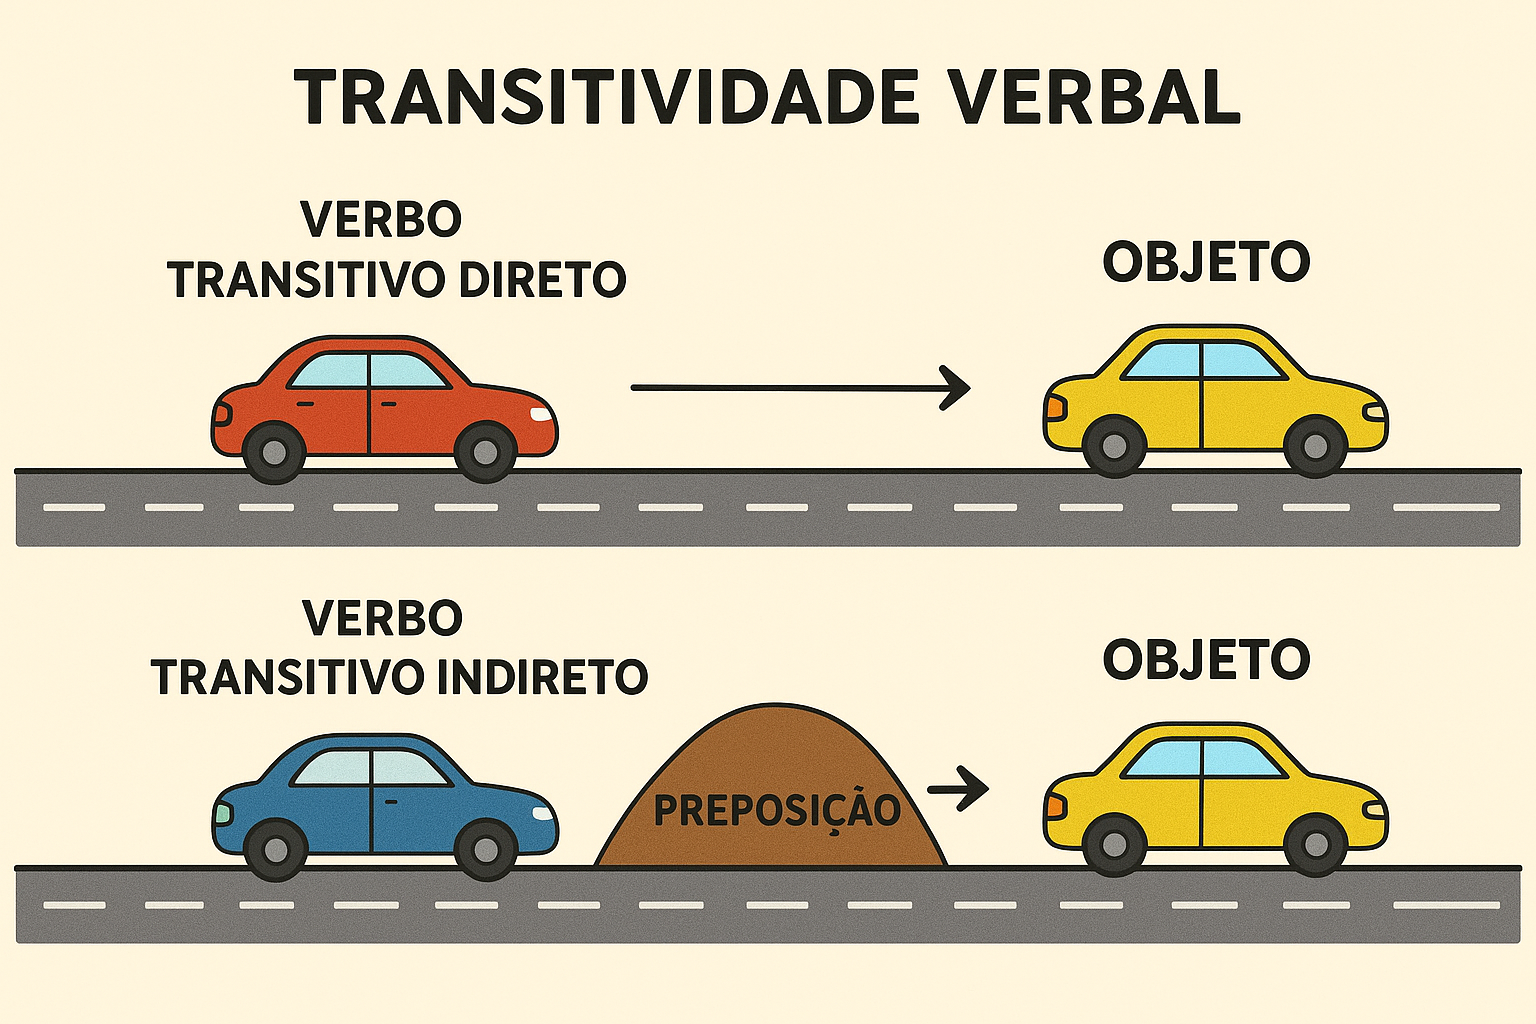 TRANSITIVIDADE VERBAL
VERBO
TRANSITIVO DIRETO
OBJETO
VERBO
TRANSITIVO INDIRETO
OBJETO
PREPOSIÇÃO